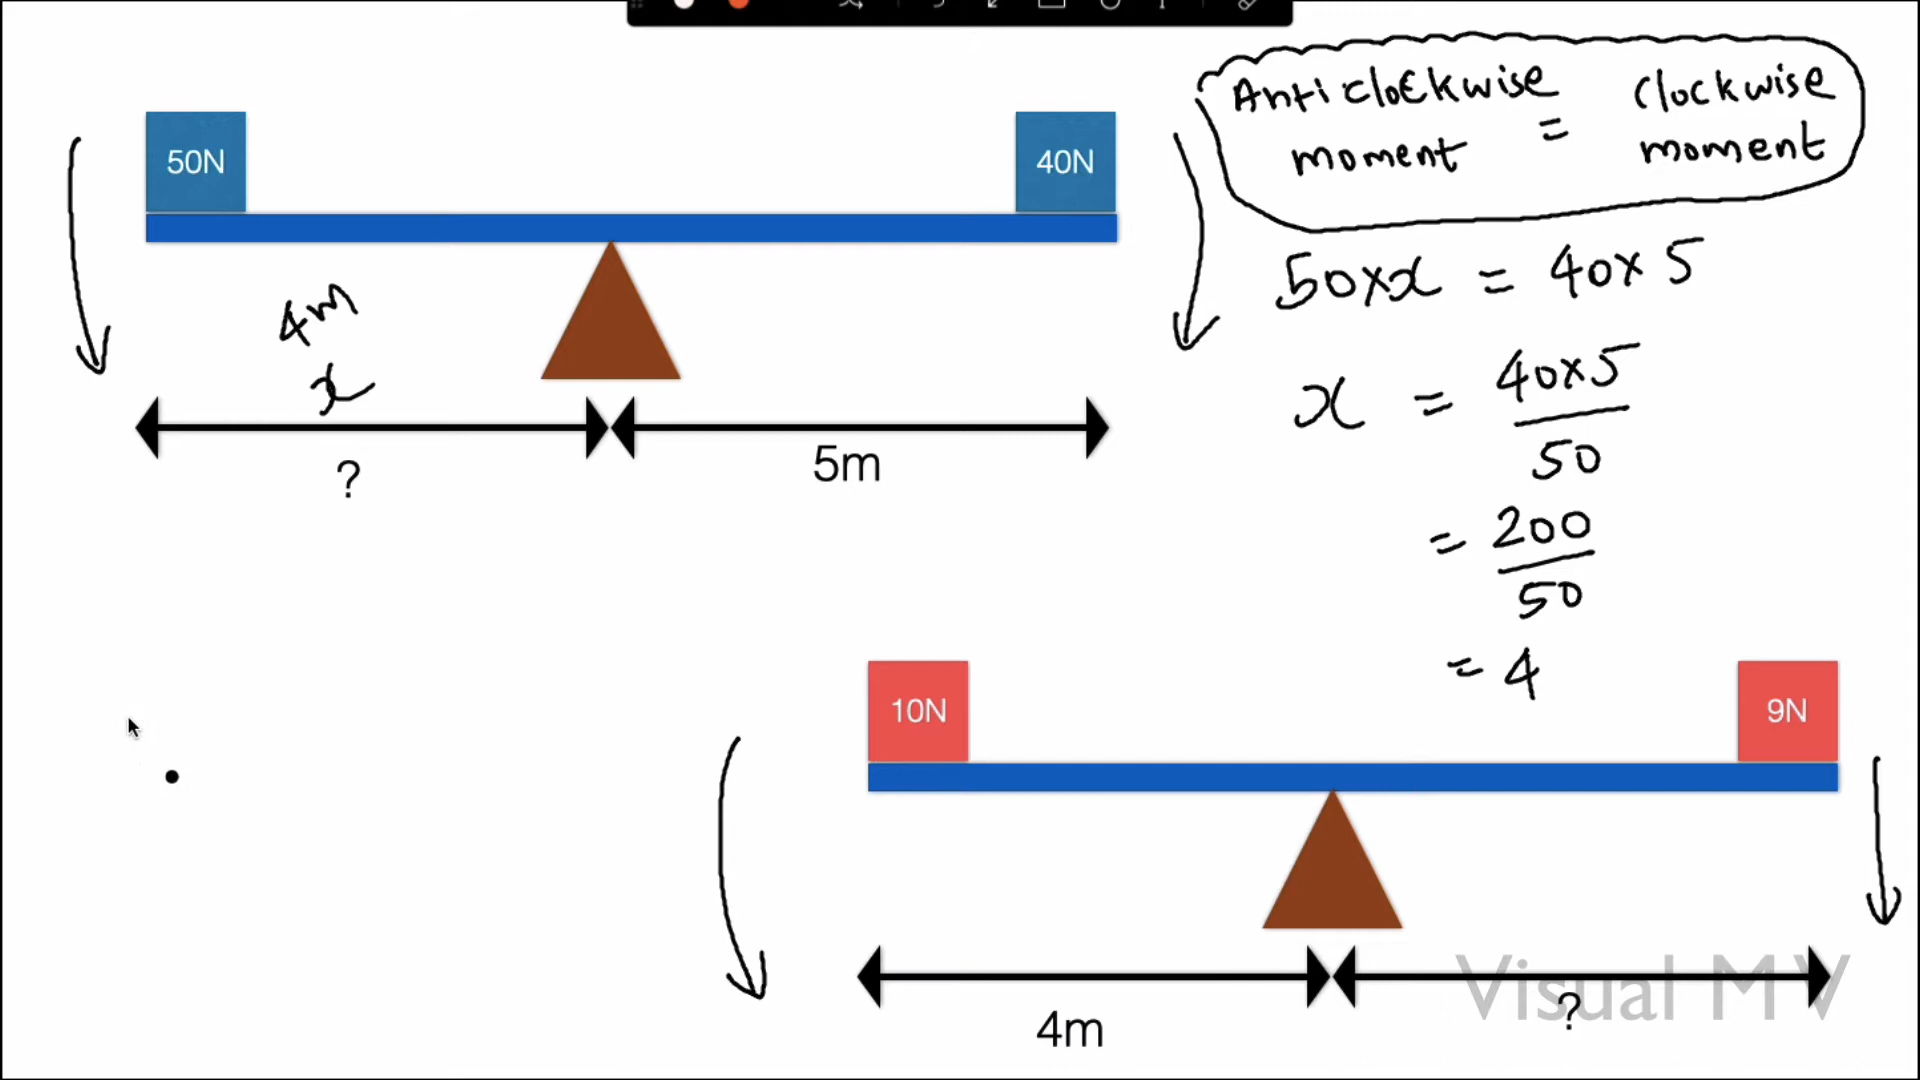 Anticlockwise = Clockwise
moment moment
50N
40N
50×x = 40×5
4m
x
x = 40×5
50
?
5m
= 200
50
= 4
10N
9N
4m
?
Visual MV